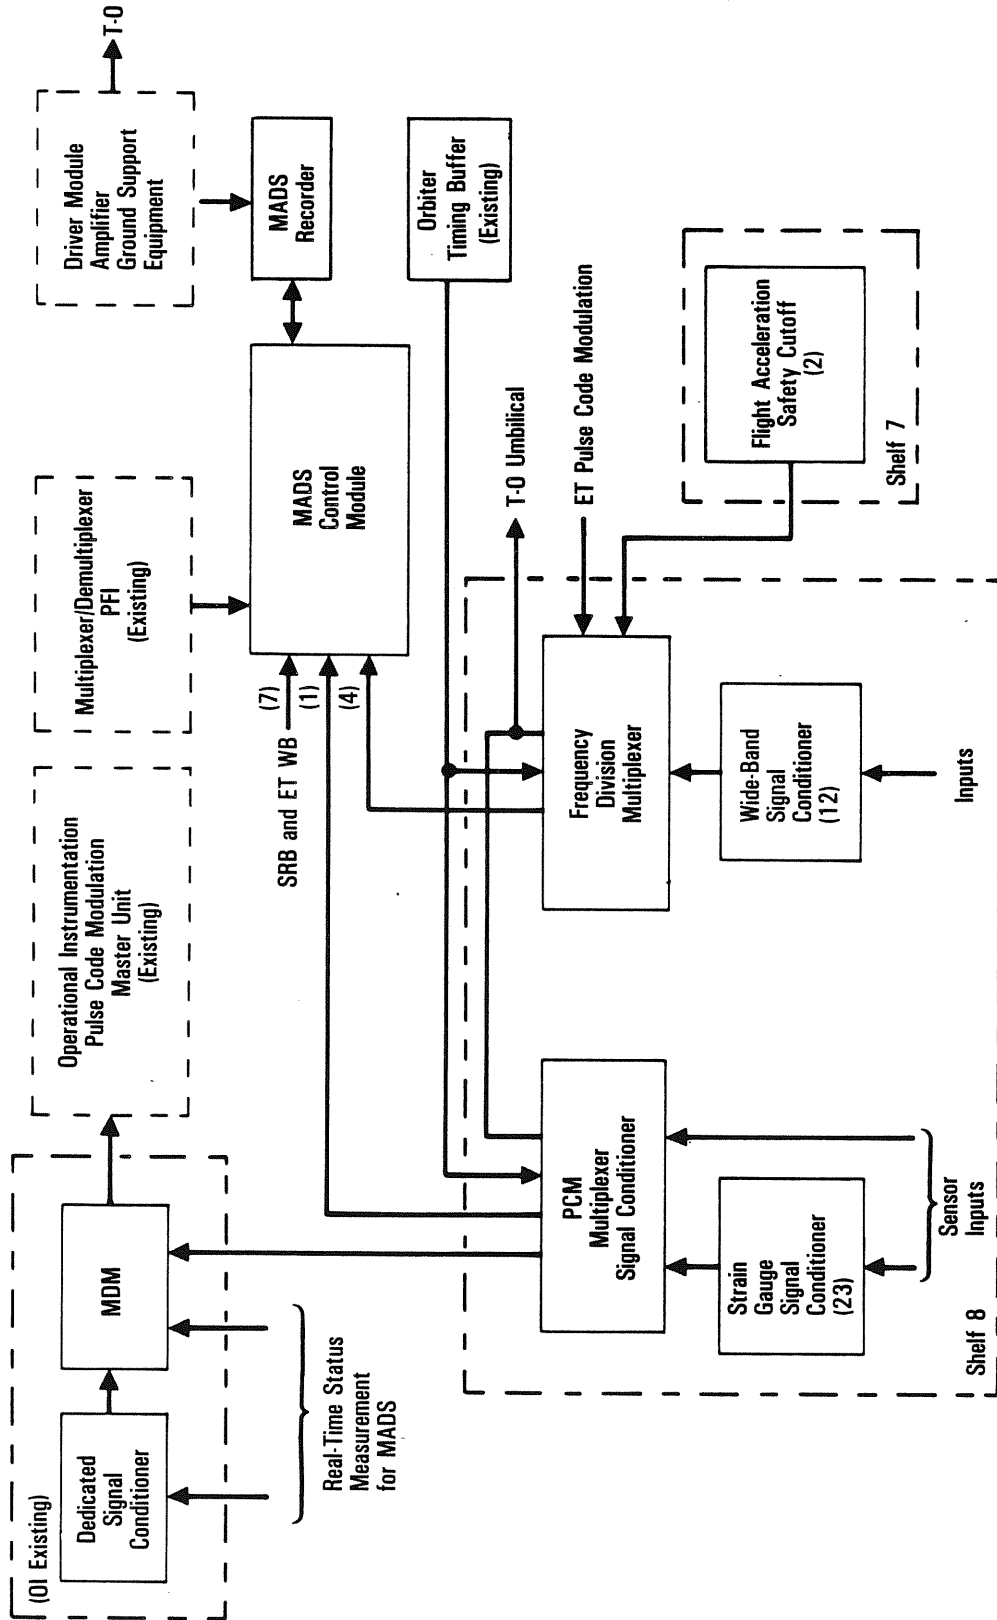 (OI Existing)
Dedicated
Signal
Conditioner
MDM
Real-Time Status
Measurement
for MADS
Operational Instrumentation
Pulse Code Modulation
Master Unit
(Existing)
Multiplexer/Demultiplexer
PFI
(Existing)
Driver Module
Amplifier
Ground Support
Equipment
T-0
SRB and ET WB
(7)
(1)
(4)
MADS
Control
Module
MADS
Recorder
Orbiter
Timing Buffer
(Existing)
T-0 Umbilical
ET Pulse Code Modulation
PCM
Multiplexer
Signal Conditioner
Frequency
Division
Multiplexer
Strain
Gauge
Signal
Conditioner
(23)
Wide-Band
Signal
Conditioner
(12)
Flight Acceleration
Safety Cutoff
(2)
Shelf 7
Shelf 8
Sensor
Inputs
Inputs